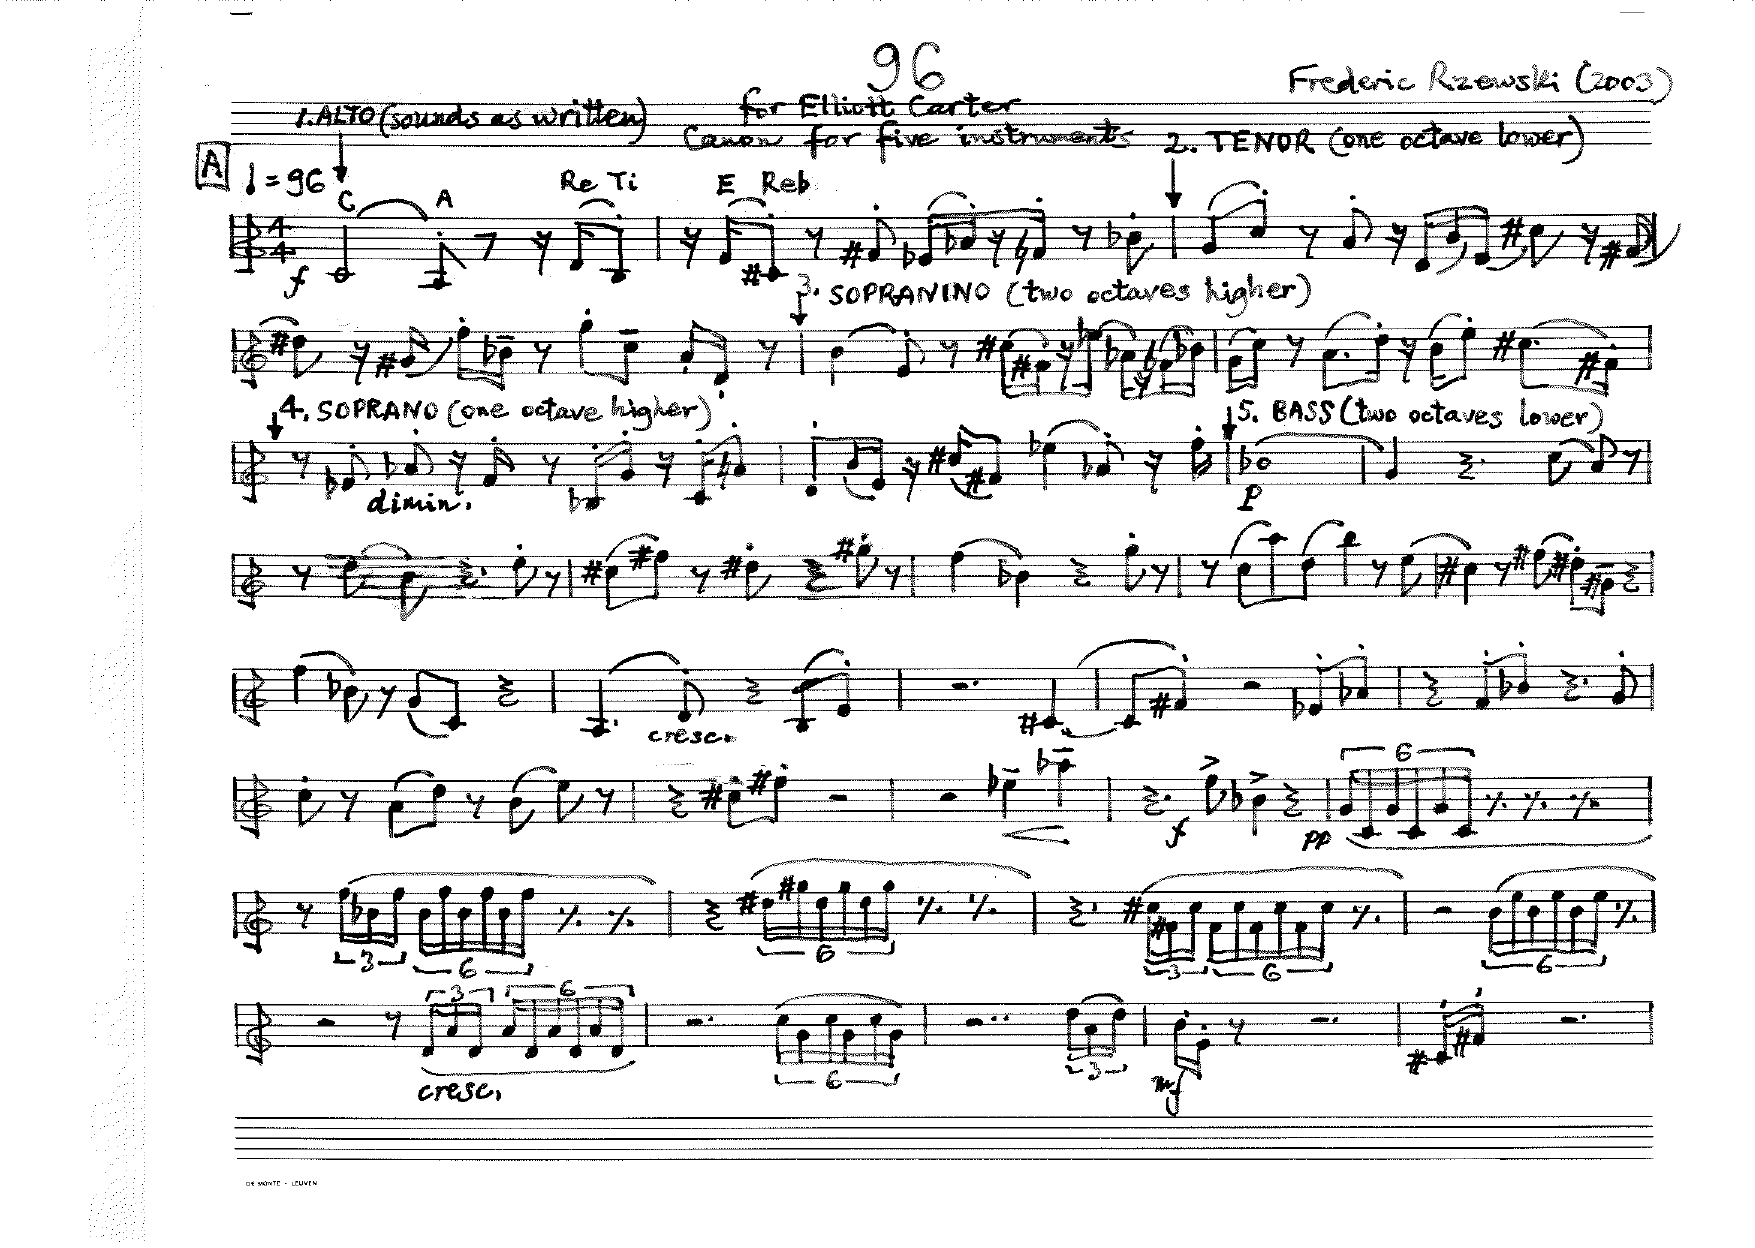 96
Frederic Rzewski (2003)
1. ALTO (sounds as written)
for Elliott Carter
Canon for five instruments
2. TENOR (one octave lower)
A
♩ = 96
C A Re Ti E Reb
4
4
f
3. SOPRANINO (two octaves higher)
4. SOPRANO (one octave higher)
5. BASS (two octaves lower)
dimin.
p
cresc.
6
f pp
3 6 6 3 6 6
3 6
cresc.
6 3
mf
DE MONTE - LEUVEN